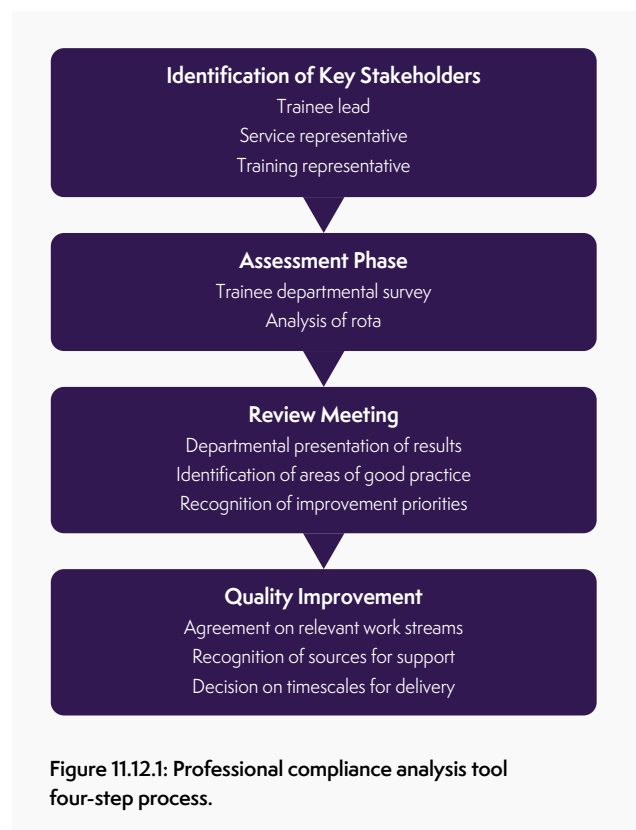 Identification of Key Stakeholders
Trainee lead
Service representative
Training representative
Assessment Phase
Trainee departmental survey
Analysis of rota
Review Meeting
Departmental presentation of results
Identification of areas of good practice
Recognition of improvement priorities
Quality Improvement
Agreement on relevant work streams
Recognition of sources for support
Decision on timescales for delivery
Figure 11.12.1: Professional compliance analysis tool
four-step process.